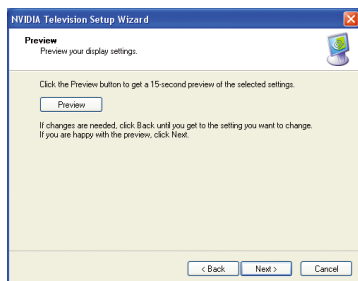 NVIDIA Television Setup Wizard
Preview
Preview your display settings.
Click the Preview button to get a 15-second preview of the selected settings.
Preview
If changes are needed, click Back until you get to the setting you want to change.
If you are happy with the preview, click Next.
< Back Next > Cancel